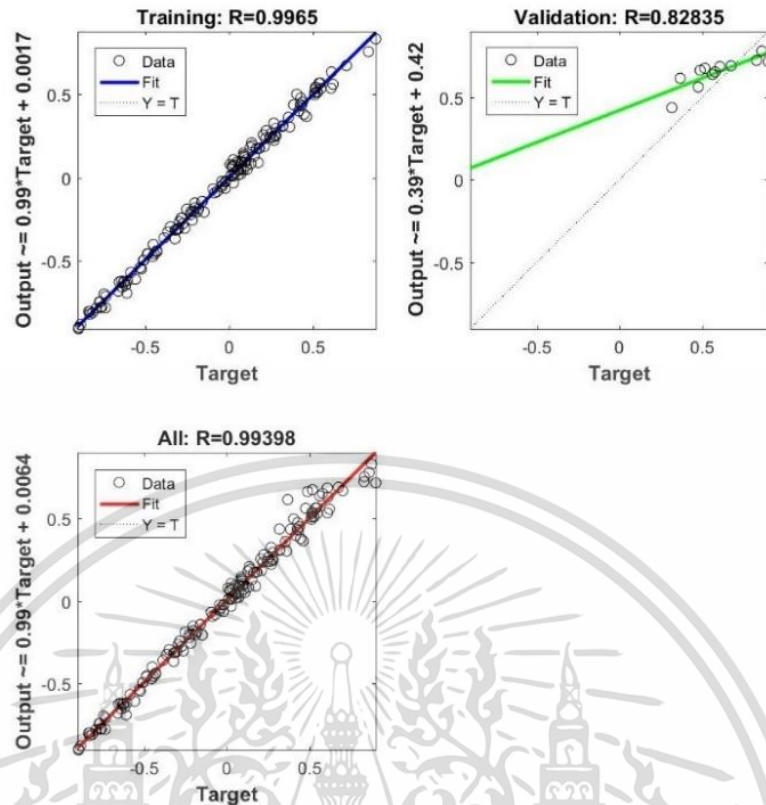 Training: R=0.9965
Output ~= 0.99*Target + 0.0017
Data
Fit
Y = T
0.5
0
-0.5
-0.5
0
0.5
Target
Validation: R=0.82835
Output ~= 0.39*Target + 0.42
Data
Fit
Y = T
0.5
0
-0.5
-0.5
0
0.5
Target
All: R=0.99398
Output ~= 0.99*Target + 0.0064
Data
Fit
Y = T
0.5
0
-0.5
-0.5
0
0.5
Target